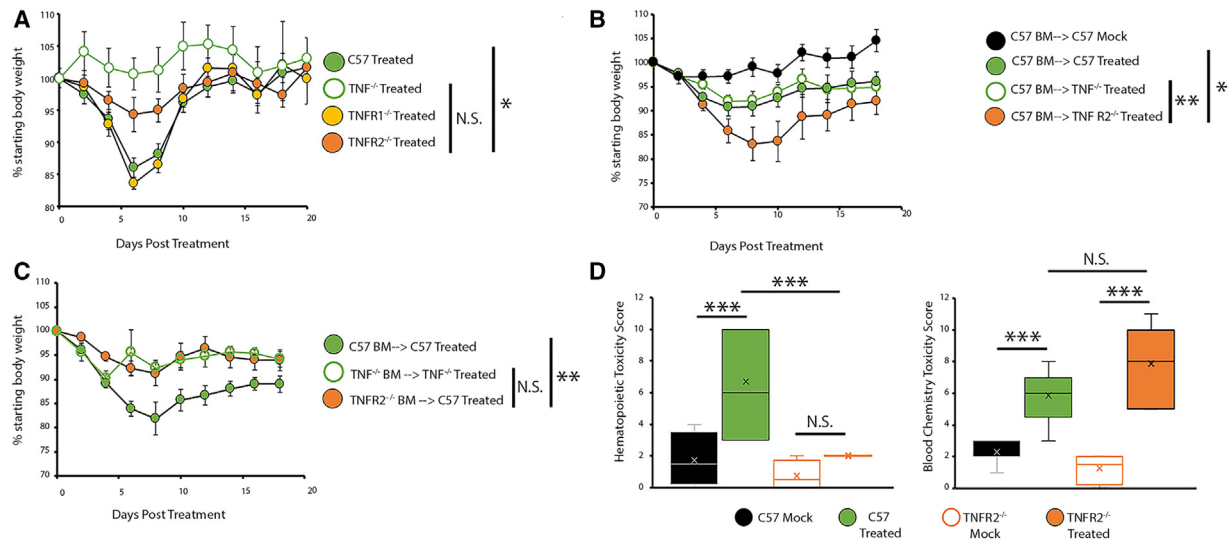 A
% starting body weight
110
105
100
95
90
85
80
0
5
10
15
20
Days Post Treatment
C57 Treated
TNF-/- Treated
TNFR1-/- Treated
TNFR2-/- Treated
N.S.
*
B
% starting body weight
110
105
100
95
90
85
80
75
70
0
5
10
15
20
Days Post Treatment
C57 BM--> C57 Mock
C57 BM--> C57 Treated
C57 BM--> TNF-/- Treated
C57 BM--> TNF R2-/- Treated
**
*
C
% starting body weight
110
105
100
95
90
85
80
75
70
0
5
10
15
20
Days Post Treatment
C57 BM--> C57 Treated
TNF-/- BM --> TNF-/- Treated
TNFR2-/- BM --> C57 Treated
N.S.
**
D
Hematopoietic Toxicity Score
12
10
8
6
4
2
0
***
***
N.S.
Blood Chemistry Toxicity Score
12
10
8
6
4
2
0
N.S.
***
***
C57 Mock
C57
Treated
TNFR2-/-
Mock
TNFR2-/-
Treated